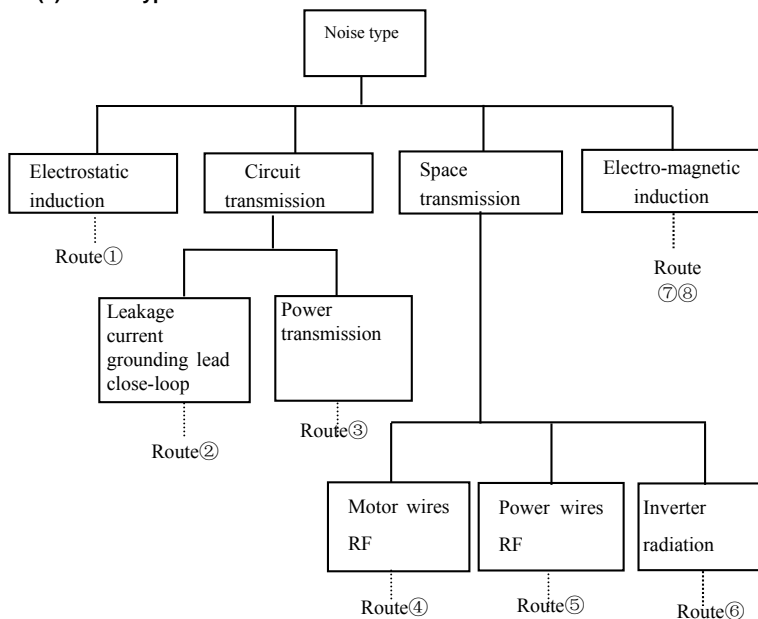 Noise type
Electrostatic
induction
Circuit
transmission
Space
transmission
Electro-magnetic
induction
Route①
Route
⑦⑧
Leakage
current
grounding lead
close-loop
Power
transmission
Route②
Route③
Motor wires
RF
Power wires
RF
Inverter
radiation
Route④
Route⑤
Route⑥